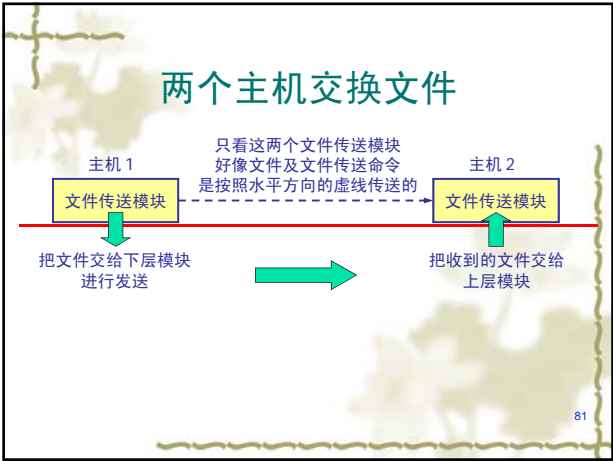 两个主机交换文件
只看这两个文件传送模块
好像文件及文件传送命令
是按照水平方向的虚线传送的
主机 1
主机 2
文件传送模块
文件传送模块
把文件交给下层模块
进行发送
把收到的文件交给
上层模块
81